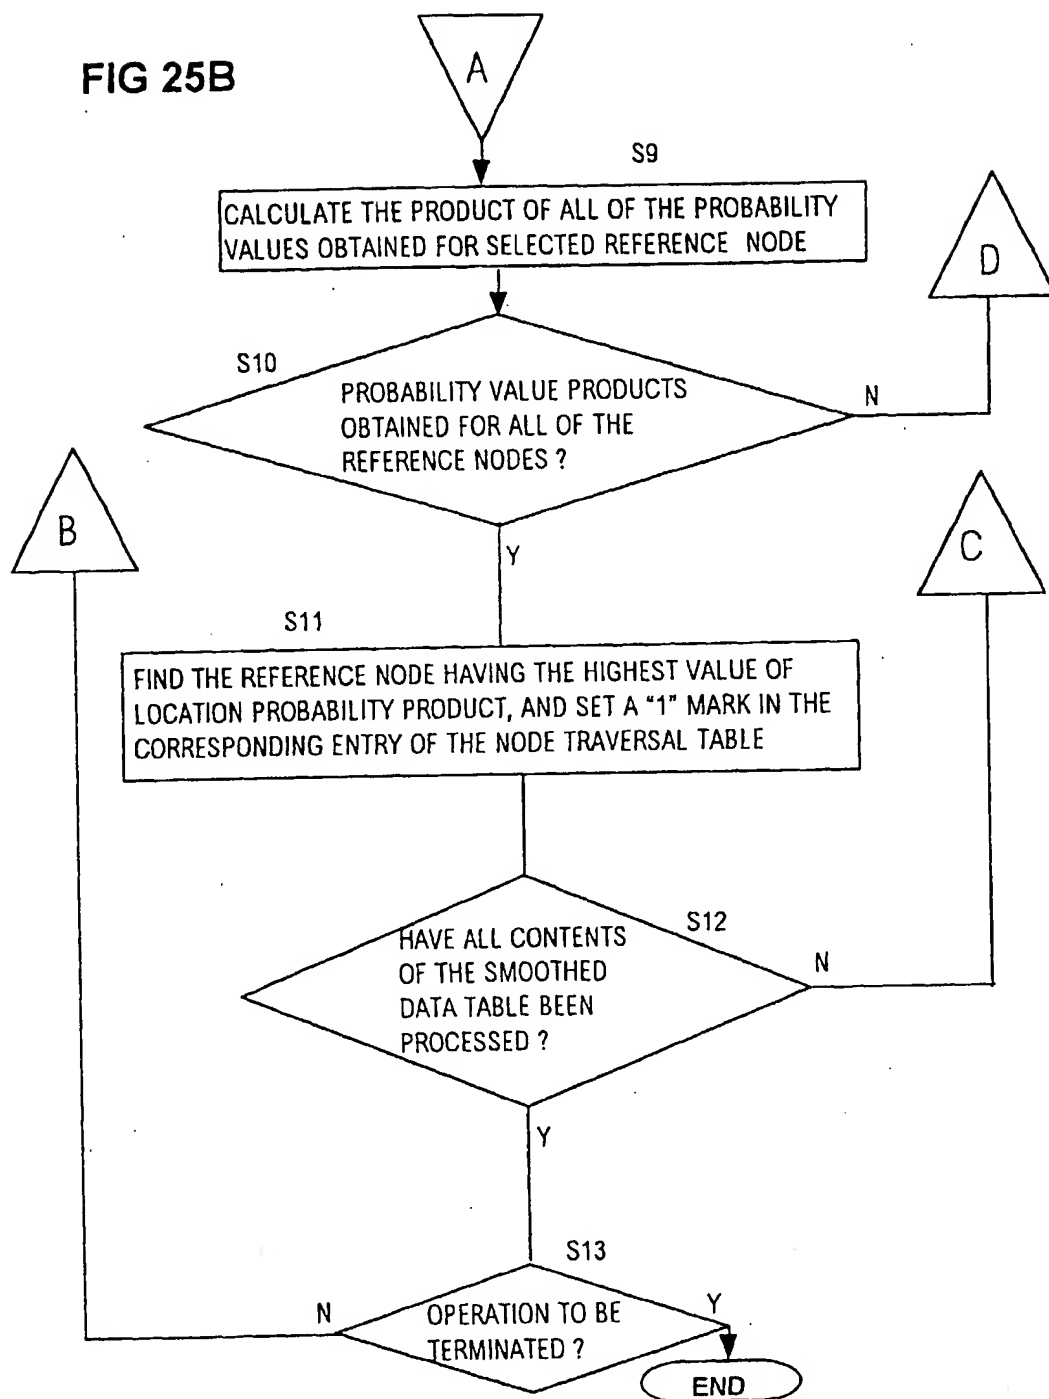 FIG 25B
A
S9
CALCULATE THE PRODUCT OF ALL OF THE PROBABILITY
VALUES OBTAINED FOR SELECTED REFERENCE NODE
D
S10
PROBABILITY VALUE PRODUCTS
OBTAINED FOR ALL OF THE
REFERENCE NODES ?
N
B
C
Y
S11
FIND THE REFERENCE NODE HAVING THE HIGHEST VALUE OF
LOCATION PROBABILITY PRODUCT, AND SET A "1" MARK IN THE
CORRESPONDING ENTRY OF THE NODE TRAVERSAL TABLE
S12
HAVE ALL CONTENTS
OF THE SMOOTHED
DATA TABLE BEEN
PROCESSED ?
N
Y
S13
N
OPERATION TO BE
TERMINATED ?
Y
END